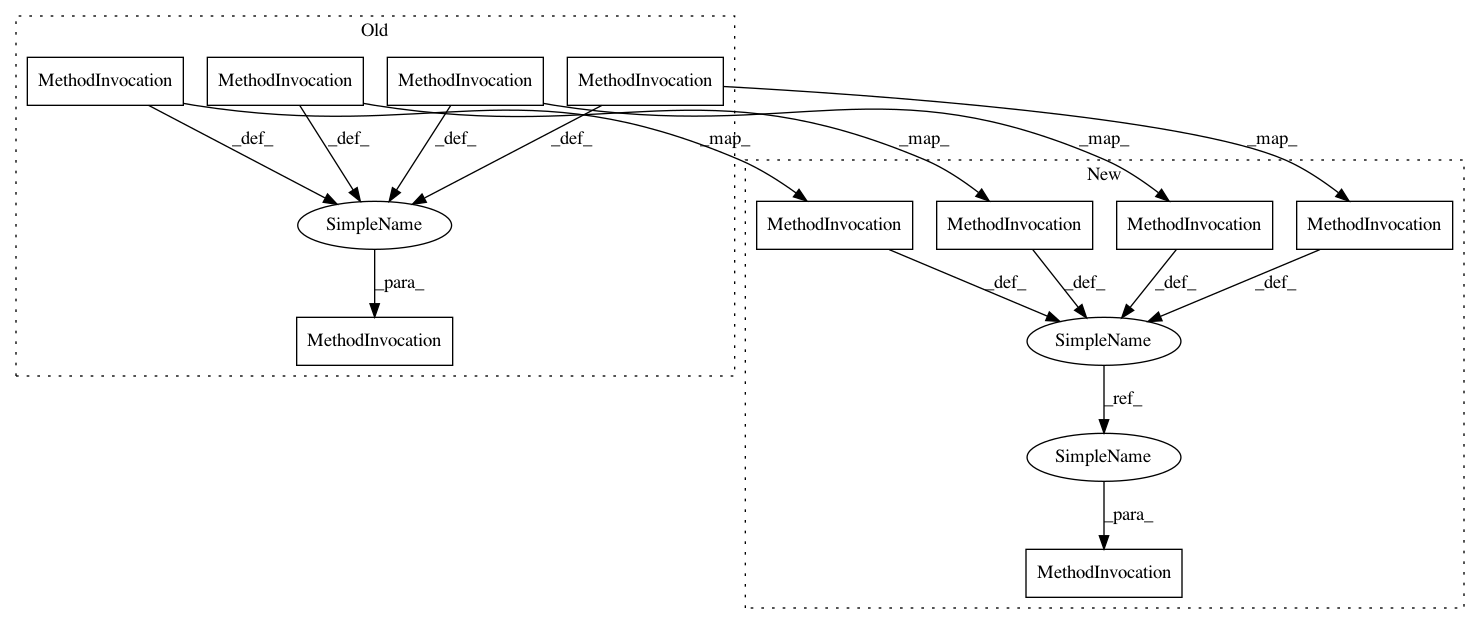 Old
MethodInvocation MethodInvocation MethodInvocation MethodInvocation
_def_ _def_ _def_ _def_ _map_ _map_ _map_ _map_
New
SimpleName MethodInvocation MethodInvocation MethodInvocation MethodInvocation
_para_ _def_ _def_ _def_ _def_
MethodInvocation SimpleName
_ref_
SimpleName
_para_
MethodInvocation